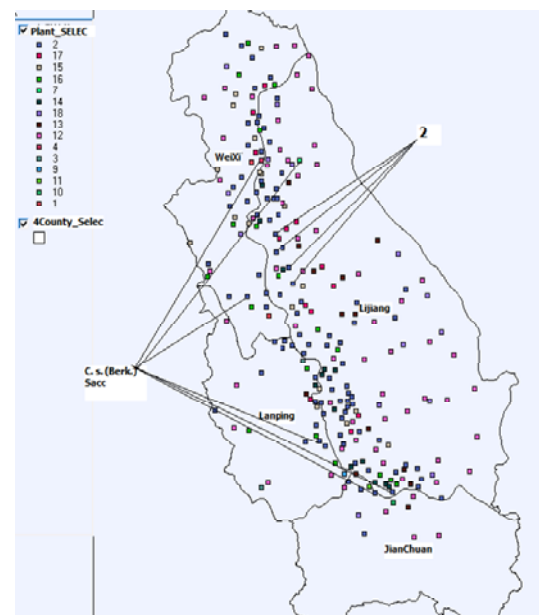 Plant_SELEC
2
17
15
16
7
14
18
13
12
4
3
9
11
10
1
4County_Selec
2
WeiXi
Lijiang
C. s. (Berk.)
Sacc
Lanping
JianChuan